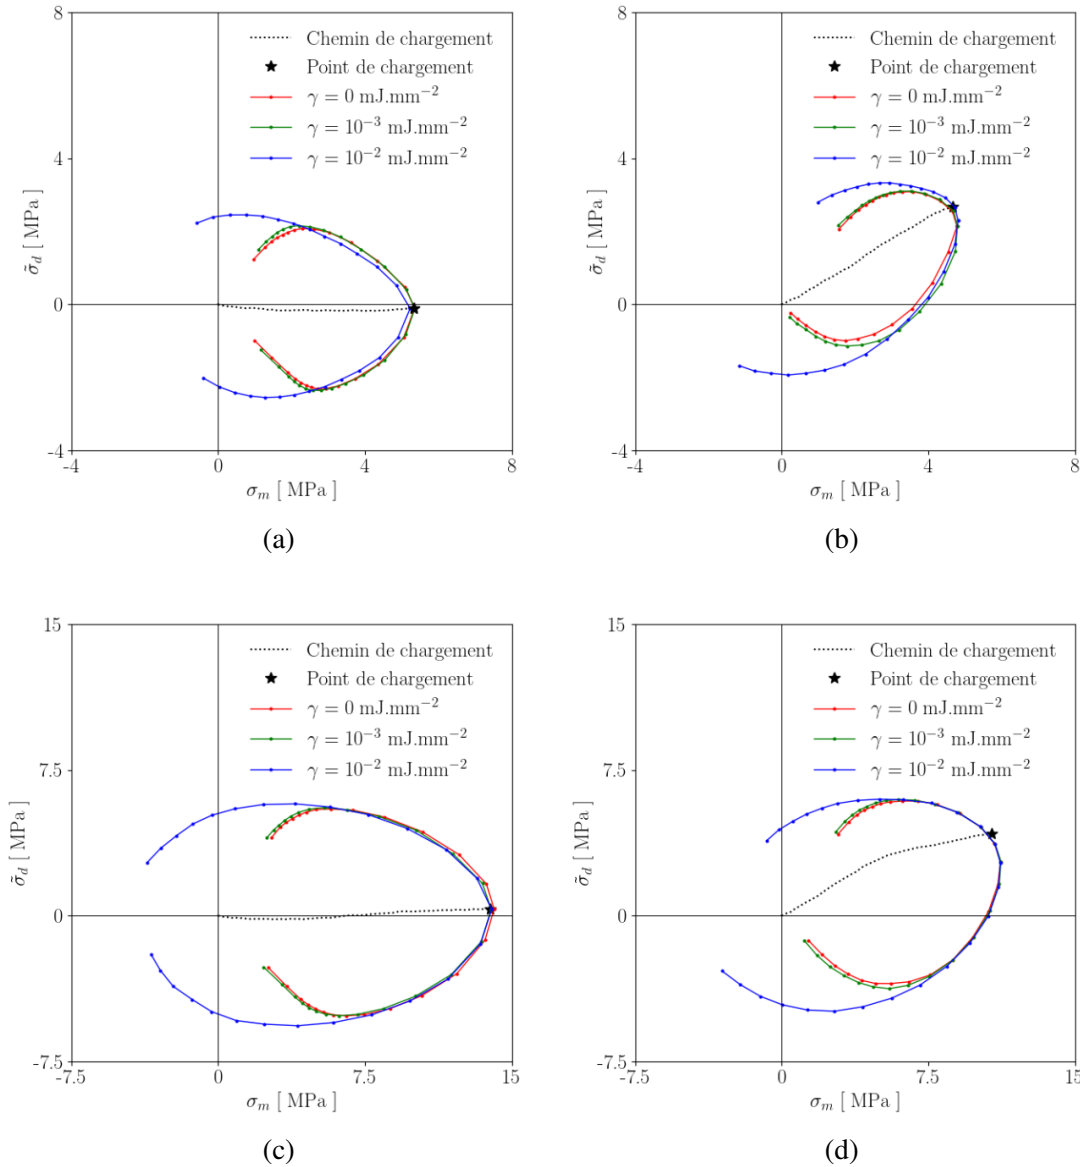 8
Chemin de chargement
Point de chargement
γ = 0 mJ.mm⁻²
γ = 10⁻³ mJ.mm⁻²
γ = 10⁻² mJ.mm⁻²
4
σ̃_d [ MPa ]
0
-4
-4 0 4 8
σ_m [ MPa ]
(a)
8
Chemin de chargement
Point de chargement
γ = 0 mJ.mm⁻²
γ = 10⁻³ mJ.mm⁻²
γ = 10⁻² mJ.mm⁻²
4
σ̃_d [ MPa ]
0
-4
-4 0 4 8
σ_m [ MPa ]
(b)
15
Chemin de chargement
Point de chargement
γ = 0 mJ.mm⁻²
γ = 10⁻³ mJ.mm⁻²
γ = 10⁻² mJ.mm⁻²
7.5
σ̃_d [ MPa ]
0
-7.5
-7.5 0 7.5 15
σ_m [ MPa ]
(c)
15
Chemin de chargement
Point de chargement
γ = 0 mJ.mm⁻²
γ = 10⁻³ mJ.mm⁻²
γ = 10⁻² mJ.mm⁻²
7.5
σ̃_d [ MPa ]
0
-7.5
-7.5 0 7.5 15
σ_m [ MPa ]
(d)